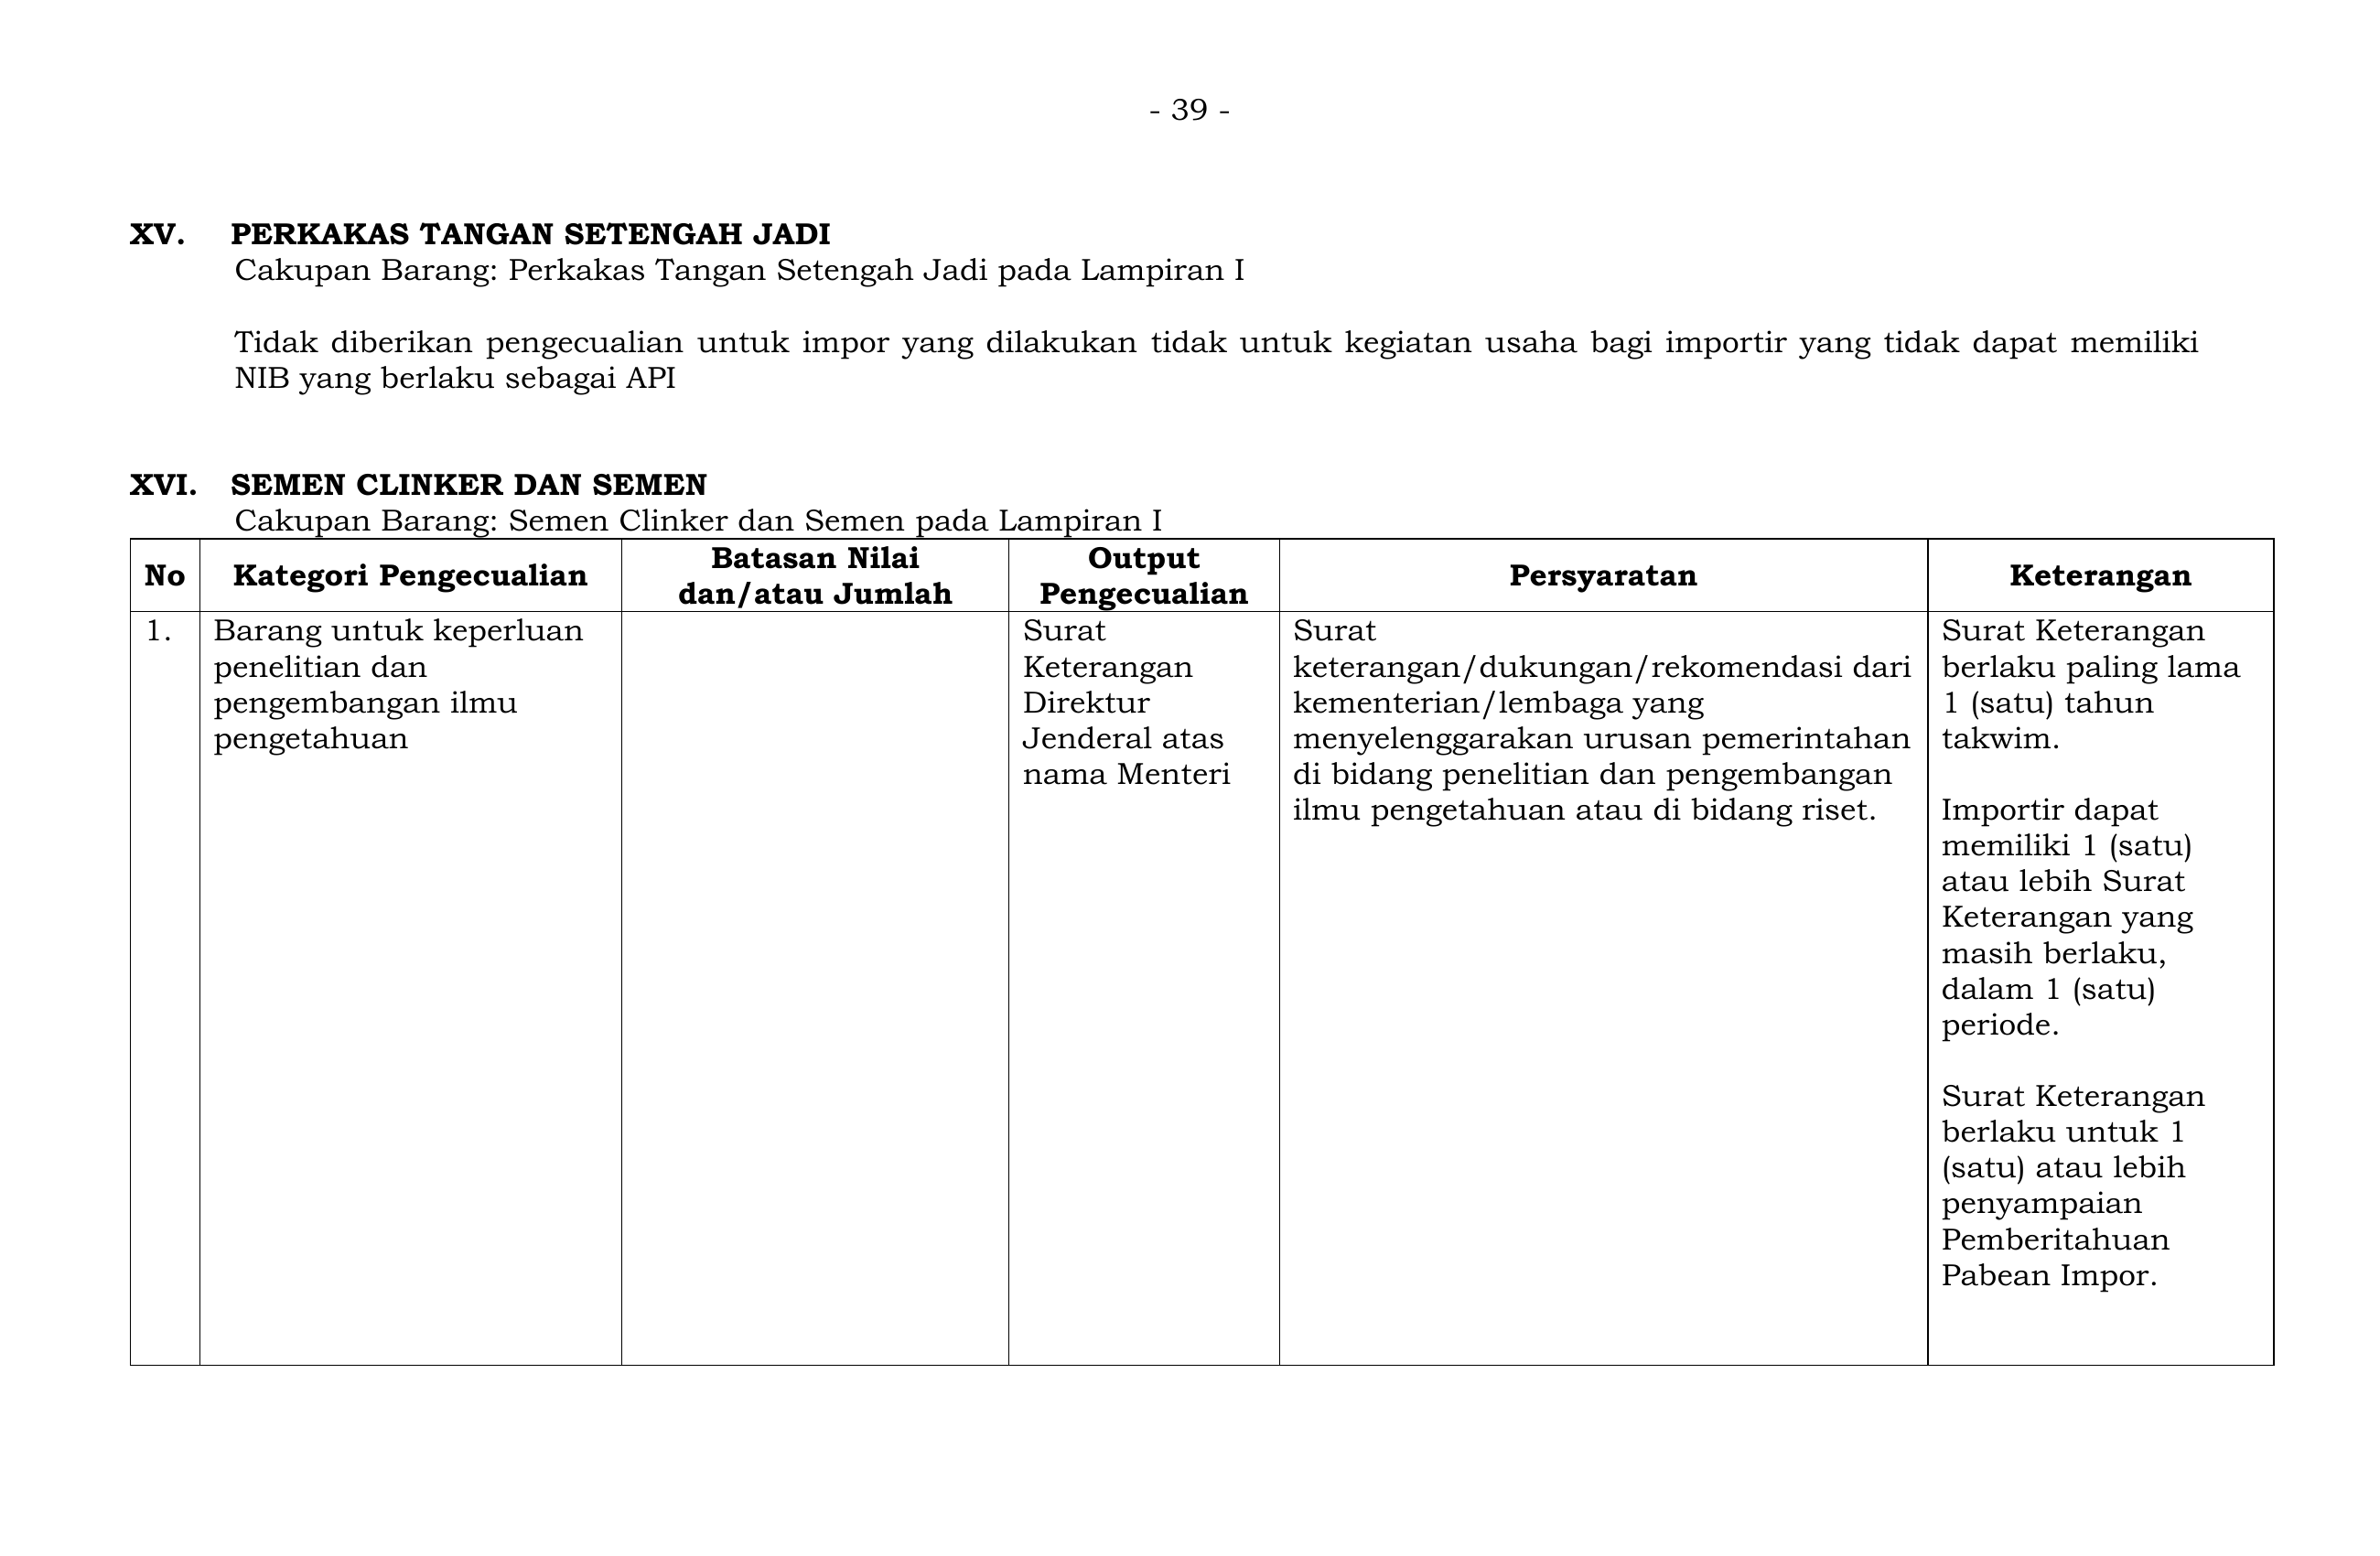 - 39 -
XV. PERKAKAS TANGAN SETENGAH JADI
Cakupan Barang: Perkakas Tangan Setengah Jadi pada Lampiran I
Tidak diberikan pengecualian untuk impor yang dilakukan tidak untuk kegiatan usaha bagi importir yang tidak dapat memiliki
NIB yang berlaku sebagai API
XVI. SEMEN CLINKER DAN SEMEN
Cakupan Barang: Semen Clinker dan Semen pada Lampiran I
No
Kategori Pengecualian
Batasan Nilai
dan/atau Jumlah
Output
Pengecualian
Persyaratan
Keterangan
1.
Barang untuk keperluan
penelitian dan
pengembangan ilmu
pengetahuan
Surat
Keterangan
Direktur
Jenderal atas
nama Menteri
Surat
keterangan/dukungan/rekomendasi dari
kementerian/lembaga yang
menyelenggarakan urusan pemerintahan
di bidang penelitian dan pengembangan
ilmu pengetahuan atau di bidang riset.
Surat Keterangan
berlaku paling lama
1 (satu) tahun
takwim.
Importir dapat
memiliki 1 (satu)
atau lebih Surat
Keterangan yang
masih berlaku,
dalam 1 (satu)
periode.
Surat Keterangan
berlaku untuk 1
(satu) atau lebih
penyampaian
Pemberitahuan
Pabean Impor.